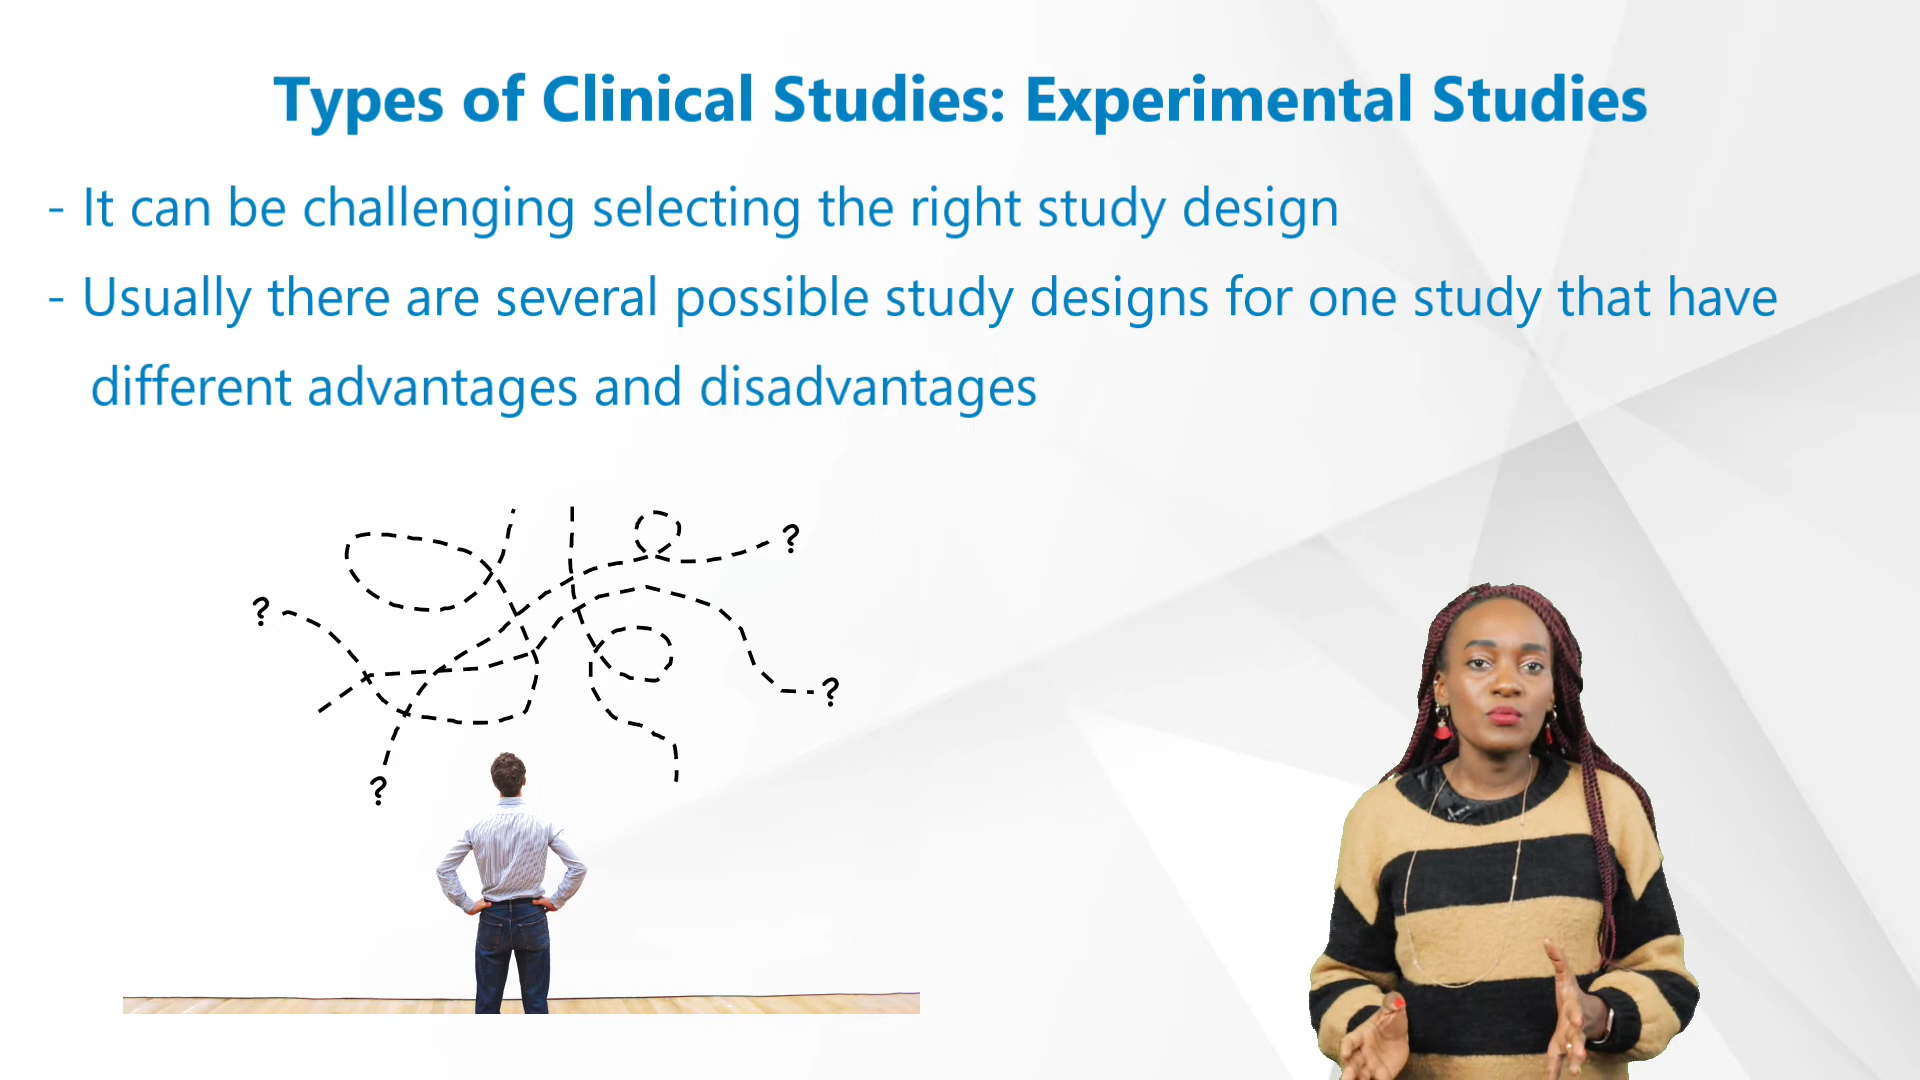 Types of Clinical Studies: Experimental Studies
- It can be challenging selecting the right study design
- Usually there are several possible study designs for one study that have
different advantages and disadvantages
?
?
?
?